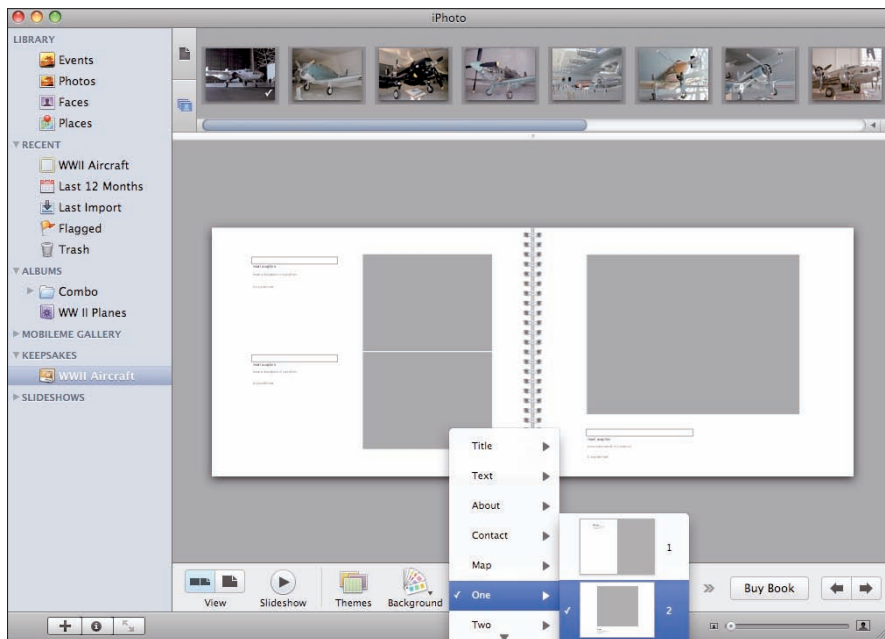 iPhoto
LIBRARY
Events
Photos
Faces
Places
RECENT
WWII Aircraft
Last 12 Months
Last Import
Flagged
Trash
ALBUMS
Combo
WW II Planes
MOBILEME GALLERY
KEEPSAKES
WWII Aircraft
SLIDESHOWS
Title
Text
About
Contact
Map
One
Two
1
2
View
Slideshow
Themes
Background
Buy Book